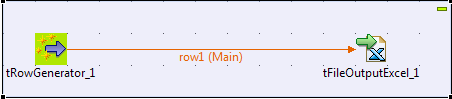 row1 (Main)
tRowGenerator_1
tFileOutputExcel_1